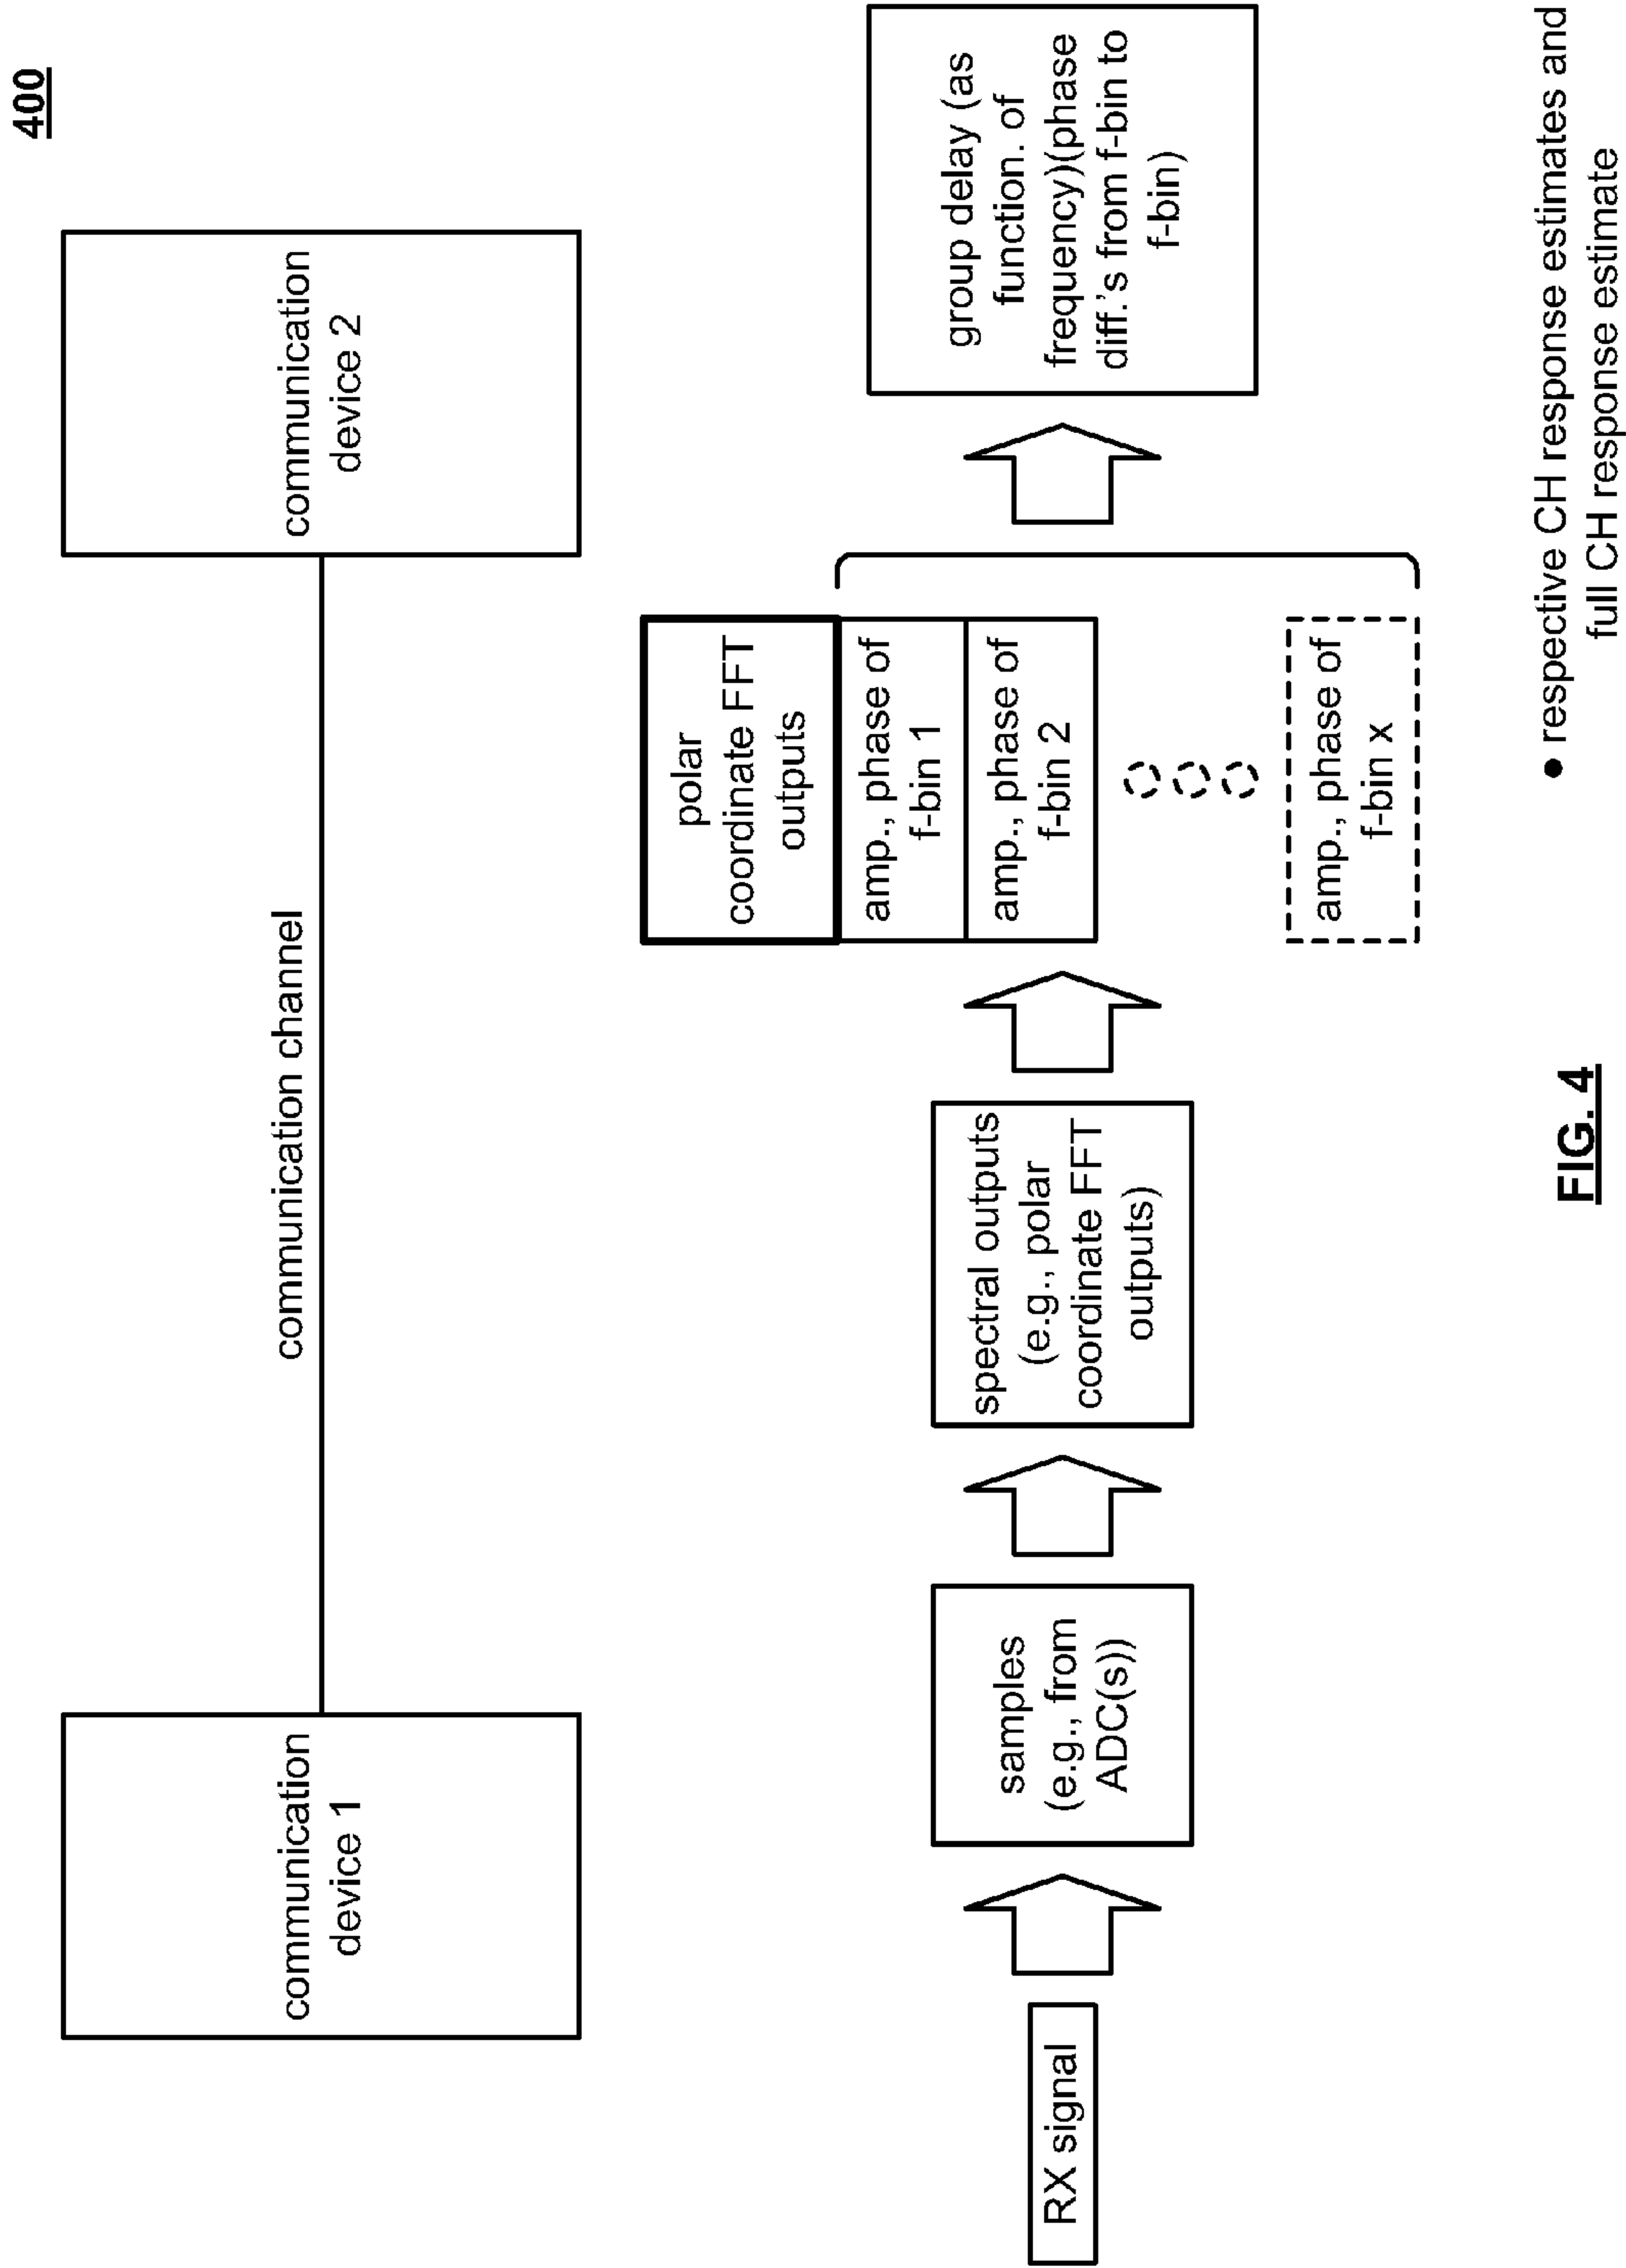 400
communication
device 1
communication channel
communication
device 2
RX signal
samples
(e.g., from
ADC(s))
spectral outputs
(e.g., polar
coordinate FFT
outputs)
polar
coordinate FFT
outputs
amp., phase of
f-bin 1
amp., phase of
f-bin 2
amp., phase of
f-bin x
group delay (as
function. of
frequency)(phase
diff.'s from f-bin to
f-bin)
FIG. 4
• respective CH response estimates and
full CH response estimate